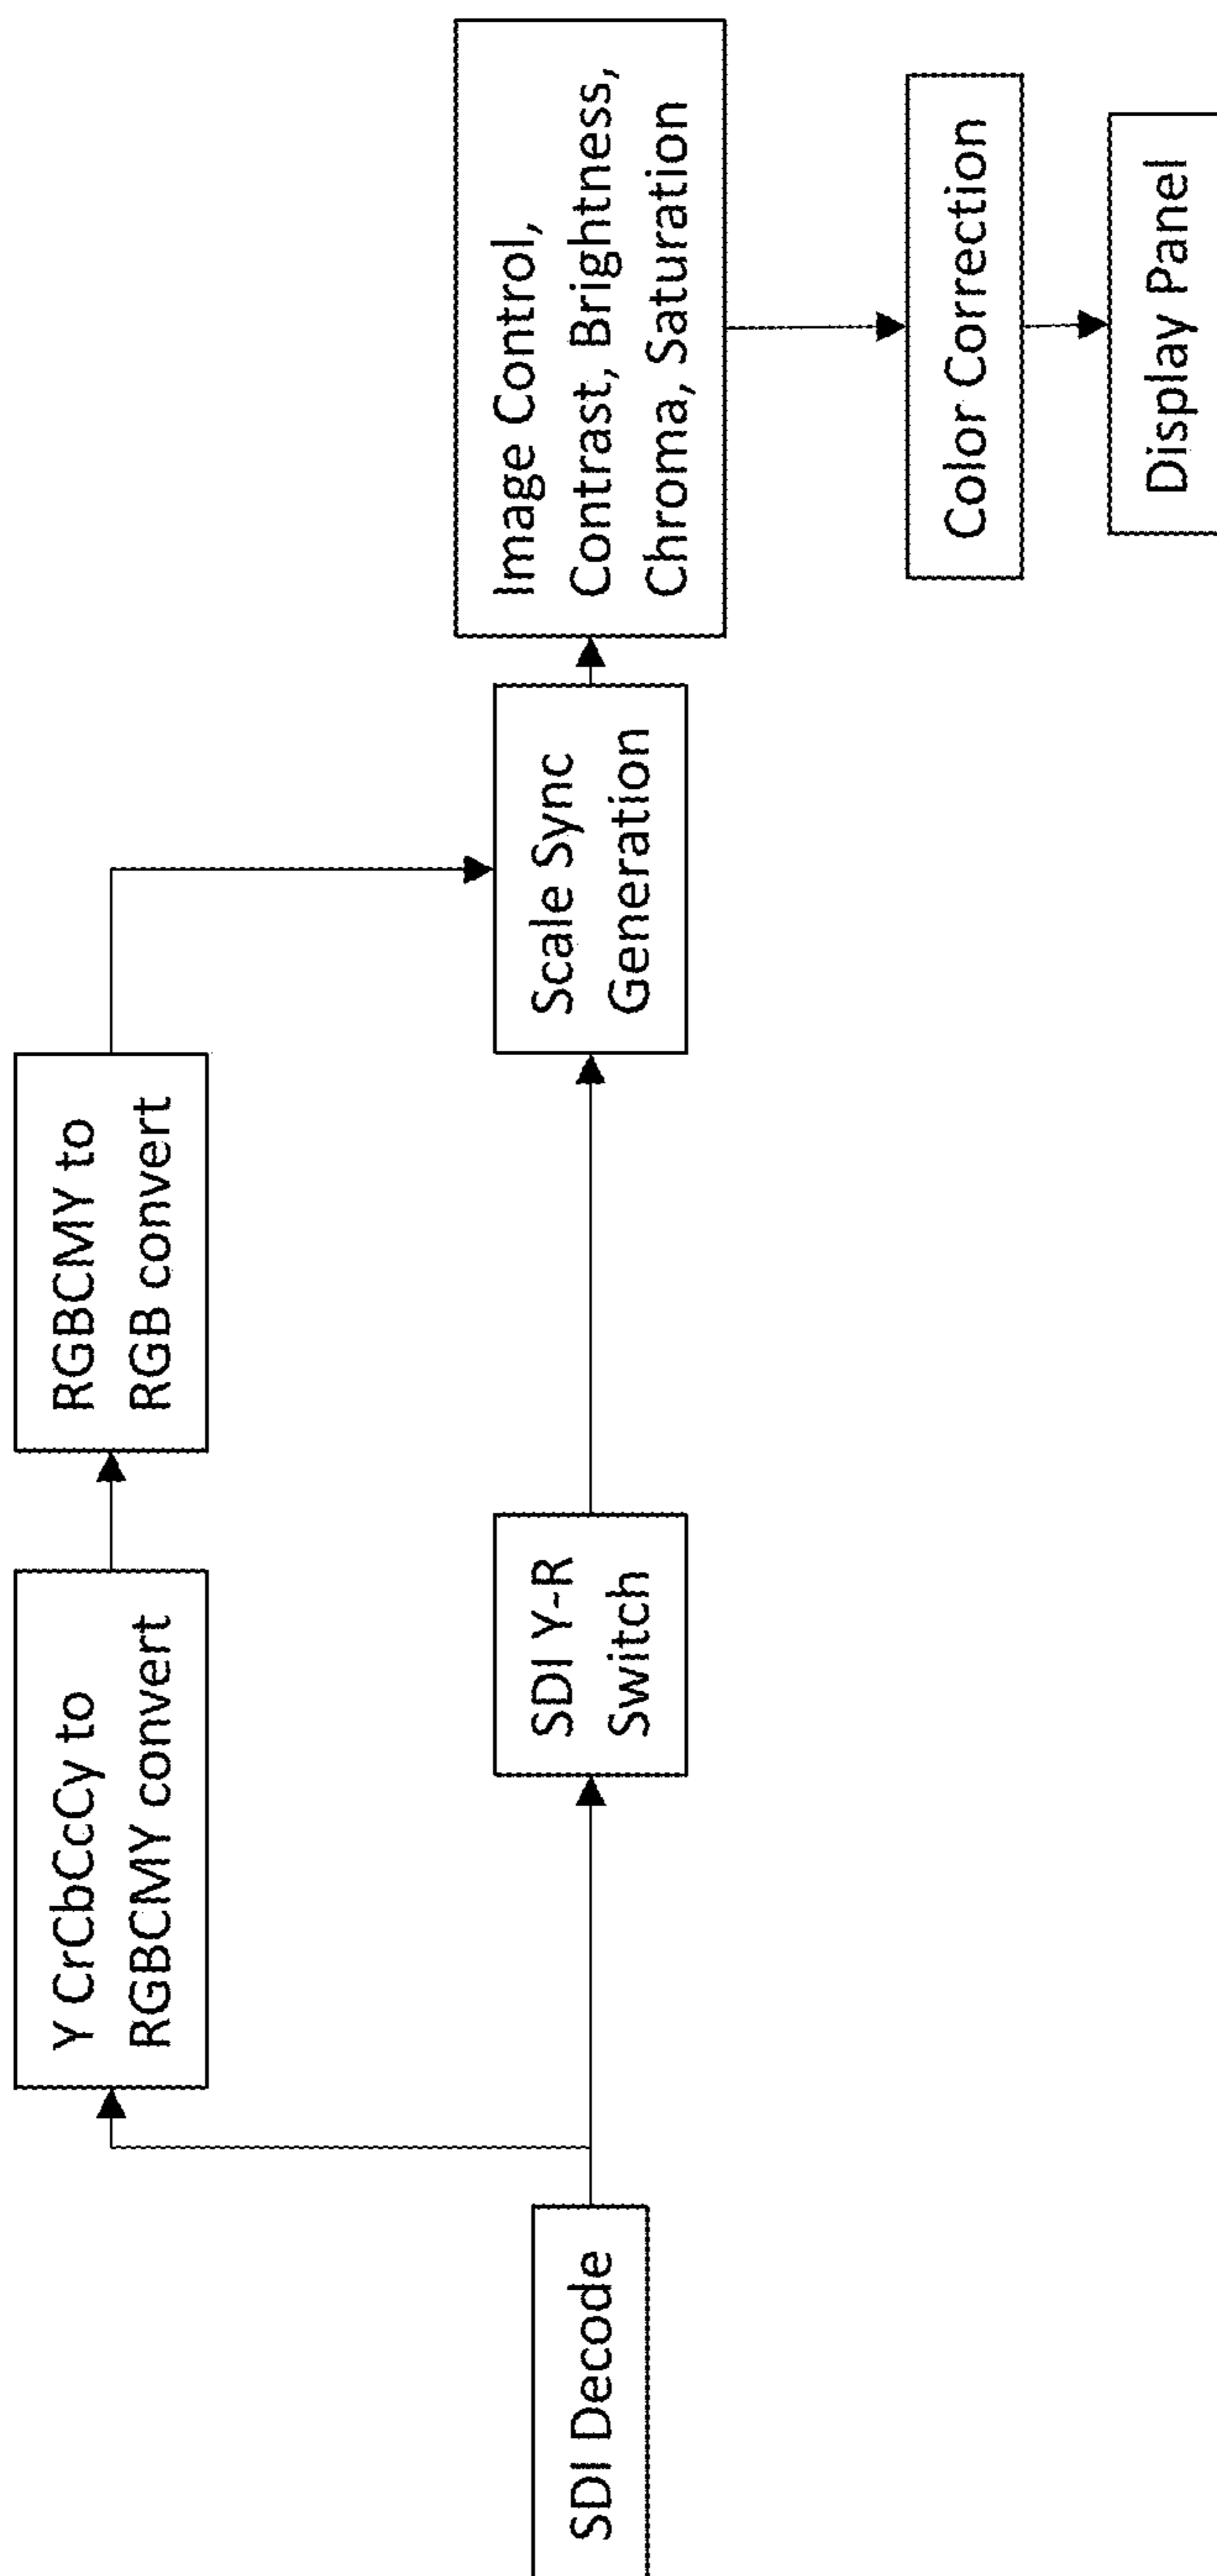 SDI Decode
Y CrCbCcCy to
RGBCMY convert
RGBCMY to
RGB convert
SDI Y-R
Switch
Scale Sync
Generation
Image Control,
Contrast, Brightness,
Chroma, Saturation
Color Correction
Display Panel